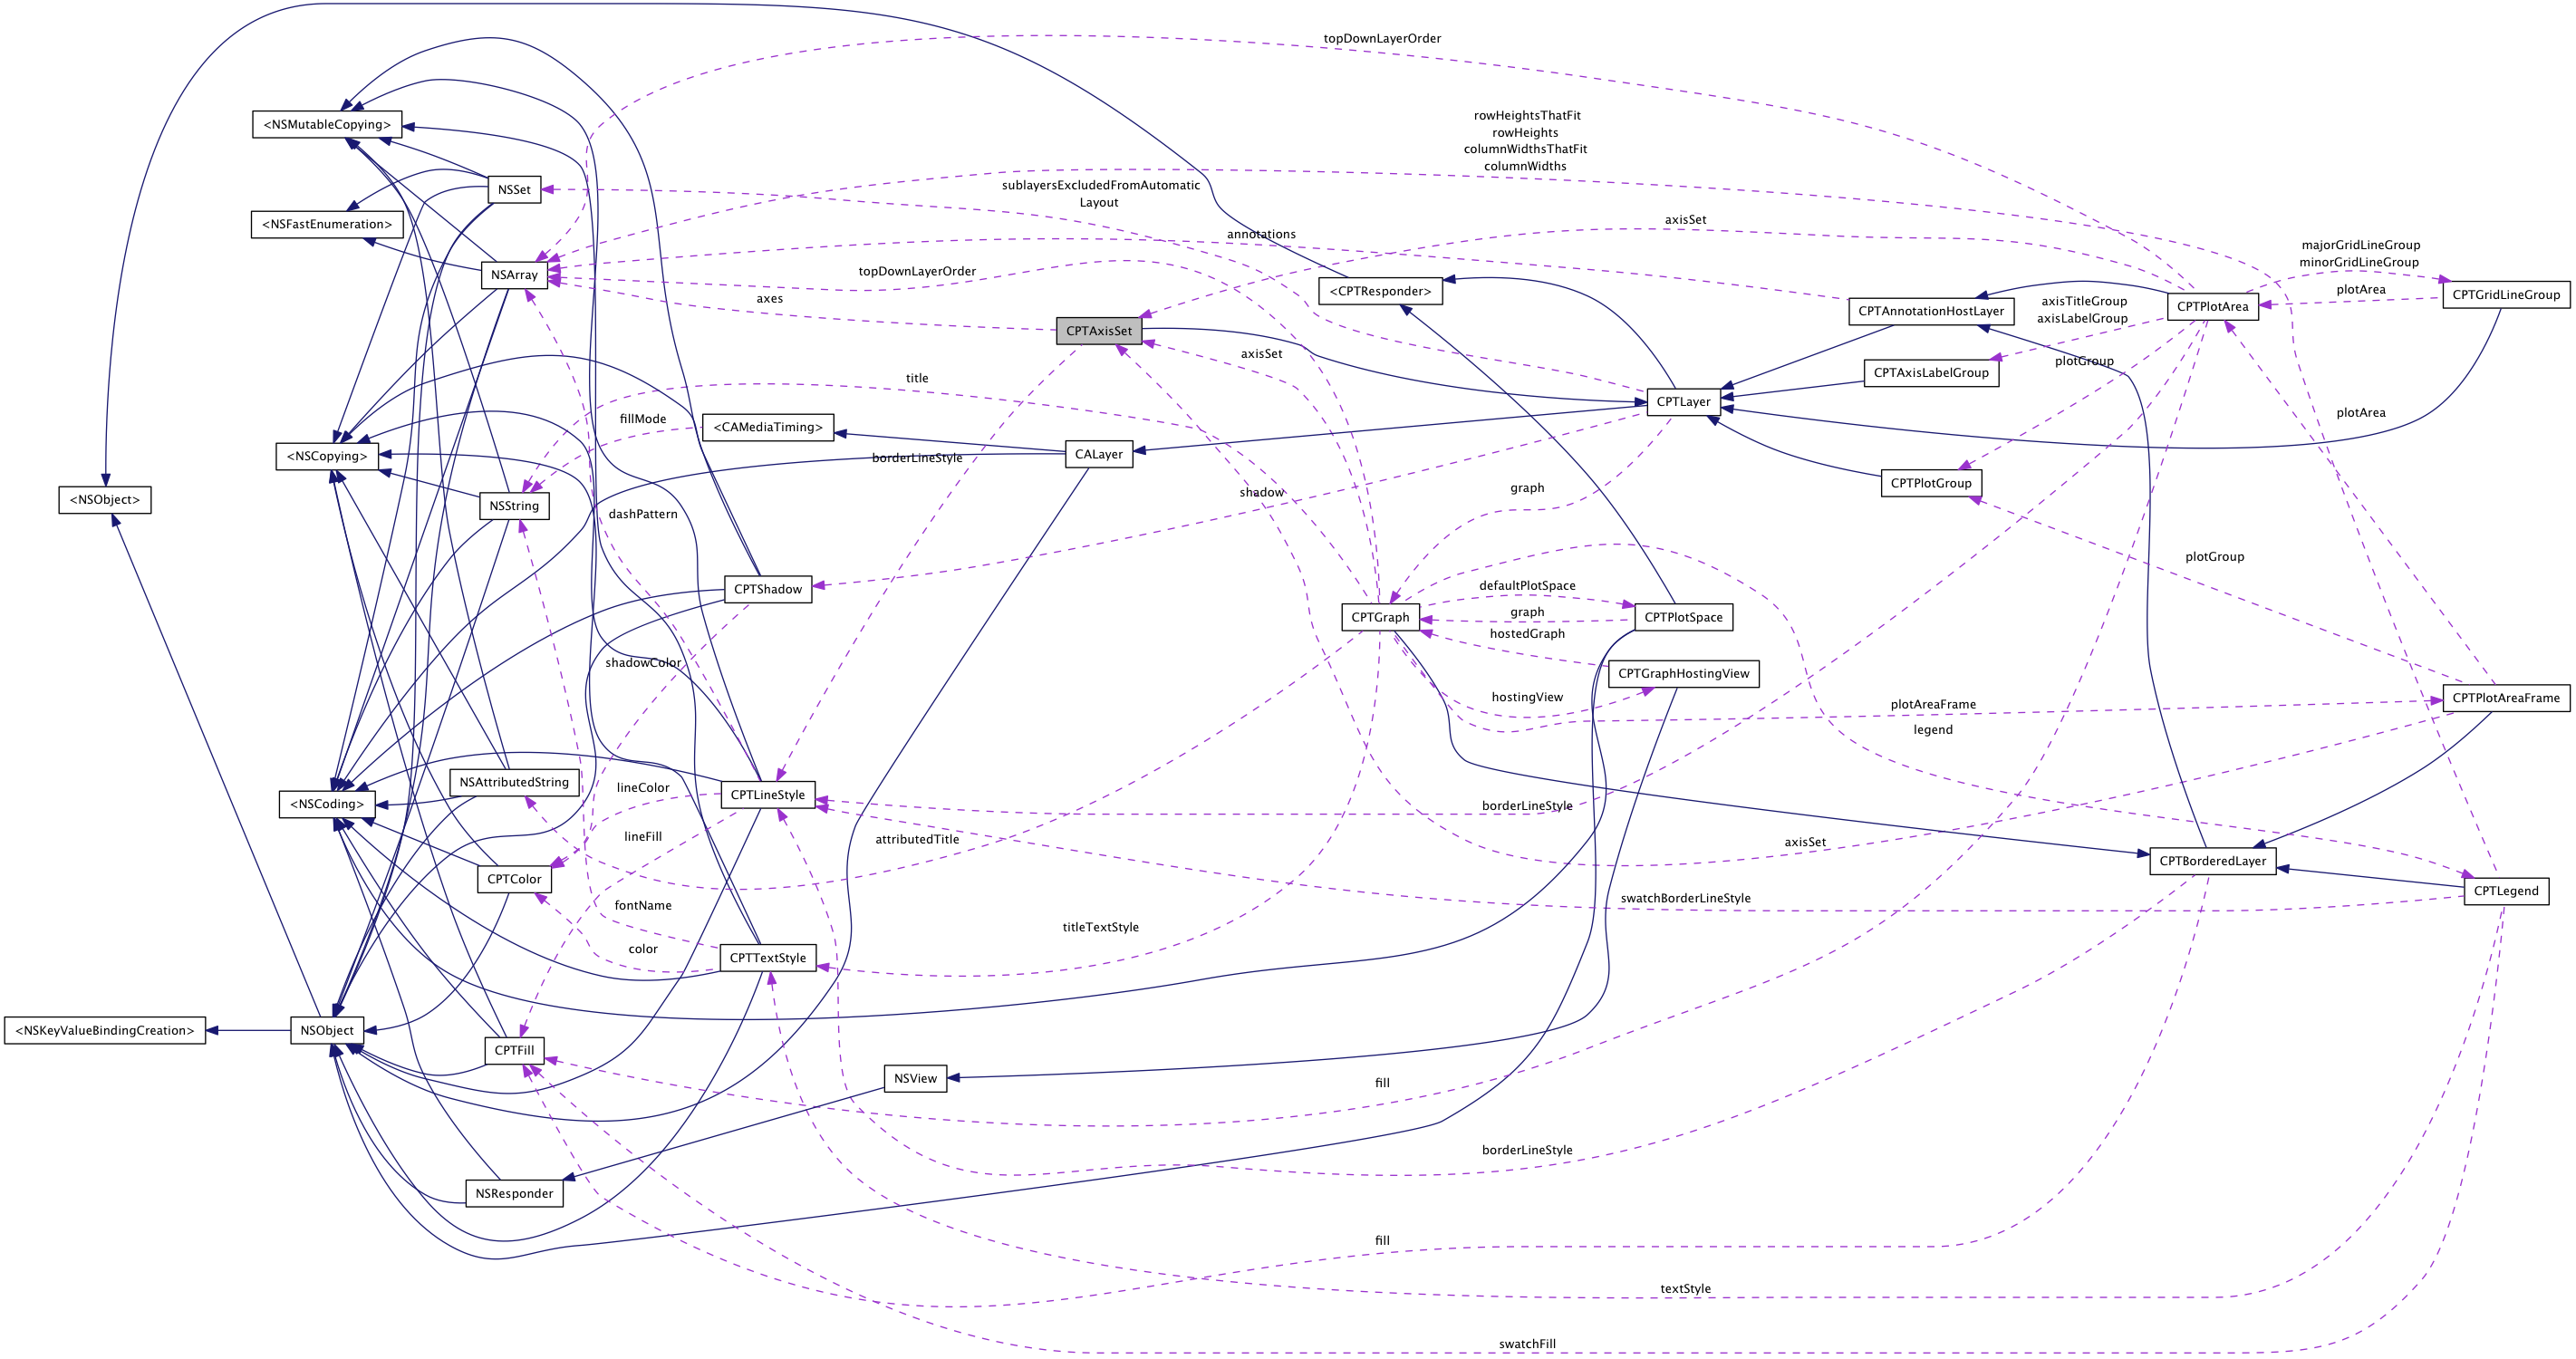 topDownLayerOrder
rowHeightsThatFit
rowHeights
columnWidthsThatFit
columnWidths
<NSMutableCopying>
NSSet
sublayersExcludedFromAutomatic
Layout
<NSFastEnumeration>
annotations
axisSet
majorGridLineGroup
minorGridLineGroup
NSArray
topDownLayerOrder
axes
<CPTResponder>
CPTAnnotationHostLayer
axisTitleGroup
axisLabelGroup
CPTPlotArea
plotArea
CPTGridLineGroup
CPTAxisSet
axisSet
plotGroup
CPTAxisLabelGroup
title
CPTLayer
plotArea
fillMode
<CAMediaTiming>
<NSCopying>
borderLineStyle
CALayer
CPTPlotGroup
<NSObject>
NSString
dashPattern
shadow
graph
plotGroup
CPTShadow
defaultPlotSpace
graph
CPTGraph
CPTPlotSpace
hostedGraph
shadowColor
CPTGraphHostingView
hostingView
plotAreaFrame
CPTPlotAreaFrame
legend
NSAttributedString
lineColor
CPTLineStyle
<NSCoding>
borderLineStyle
lineFill
attributedTitle
axisSet
CPTBorderedLayer
CPTColor
CPTLegend
fontName
swatchBorderLineStyle
titleTextStyle
color
CPTTextStyle
<NSKeyValueBindingCreation>
NSObject
CPTFill
NSView
fill
borderLineStyle
NSResponder
fill
textStyle
swatchFill